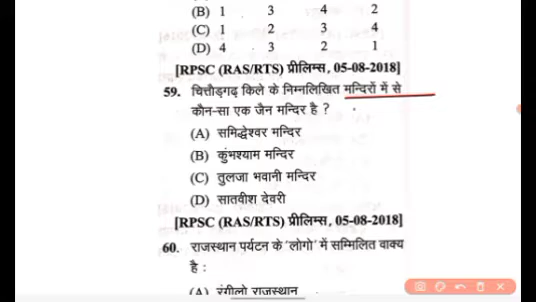 (B) 1 3 4 2
(C) 1 2 3 4
(D) 4 3 2 1
[RPSC (RAS/RTS) प्रीलिम्स, 05-08-2018]
59. चित्तौड़गढ़ किले के निम्नलिखित मन्दिरों में से
कौन-सा एक जैन मन्दिर है ?
(A) समिद्धेश्वर मन्दिर
(B) कुंभश्याम मन्दिर
(C) तुलजा भवानी मन्दिर
(D) सातबीश देवरी
[RPSC (RAS/RTS) प्रीलिम्स, 05-08-2018]
60. राजस्थान पर्यटन के 'लोगो' में सम्मिलित वाक्य
है :
(A) रंगीलो राजस्थान